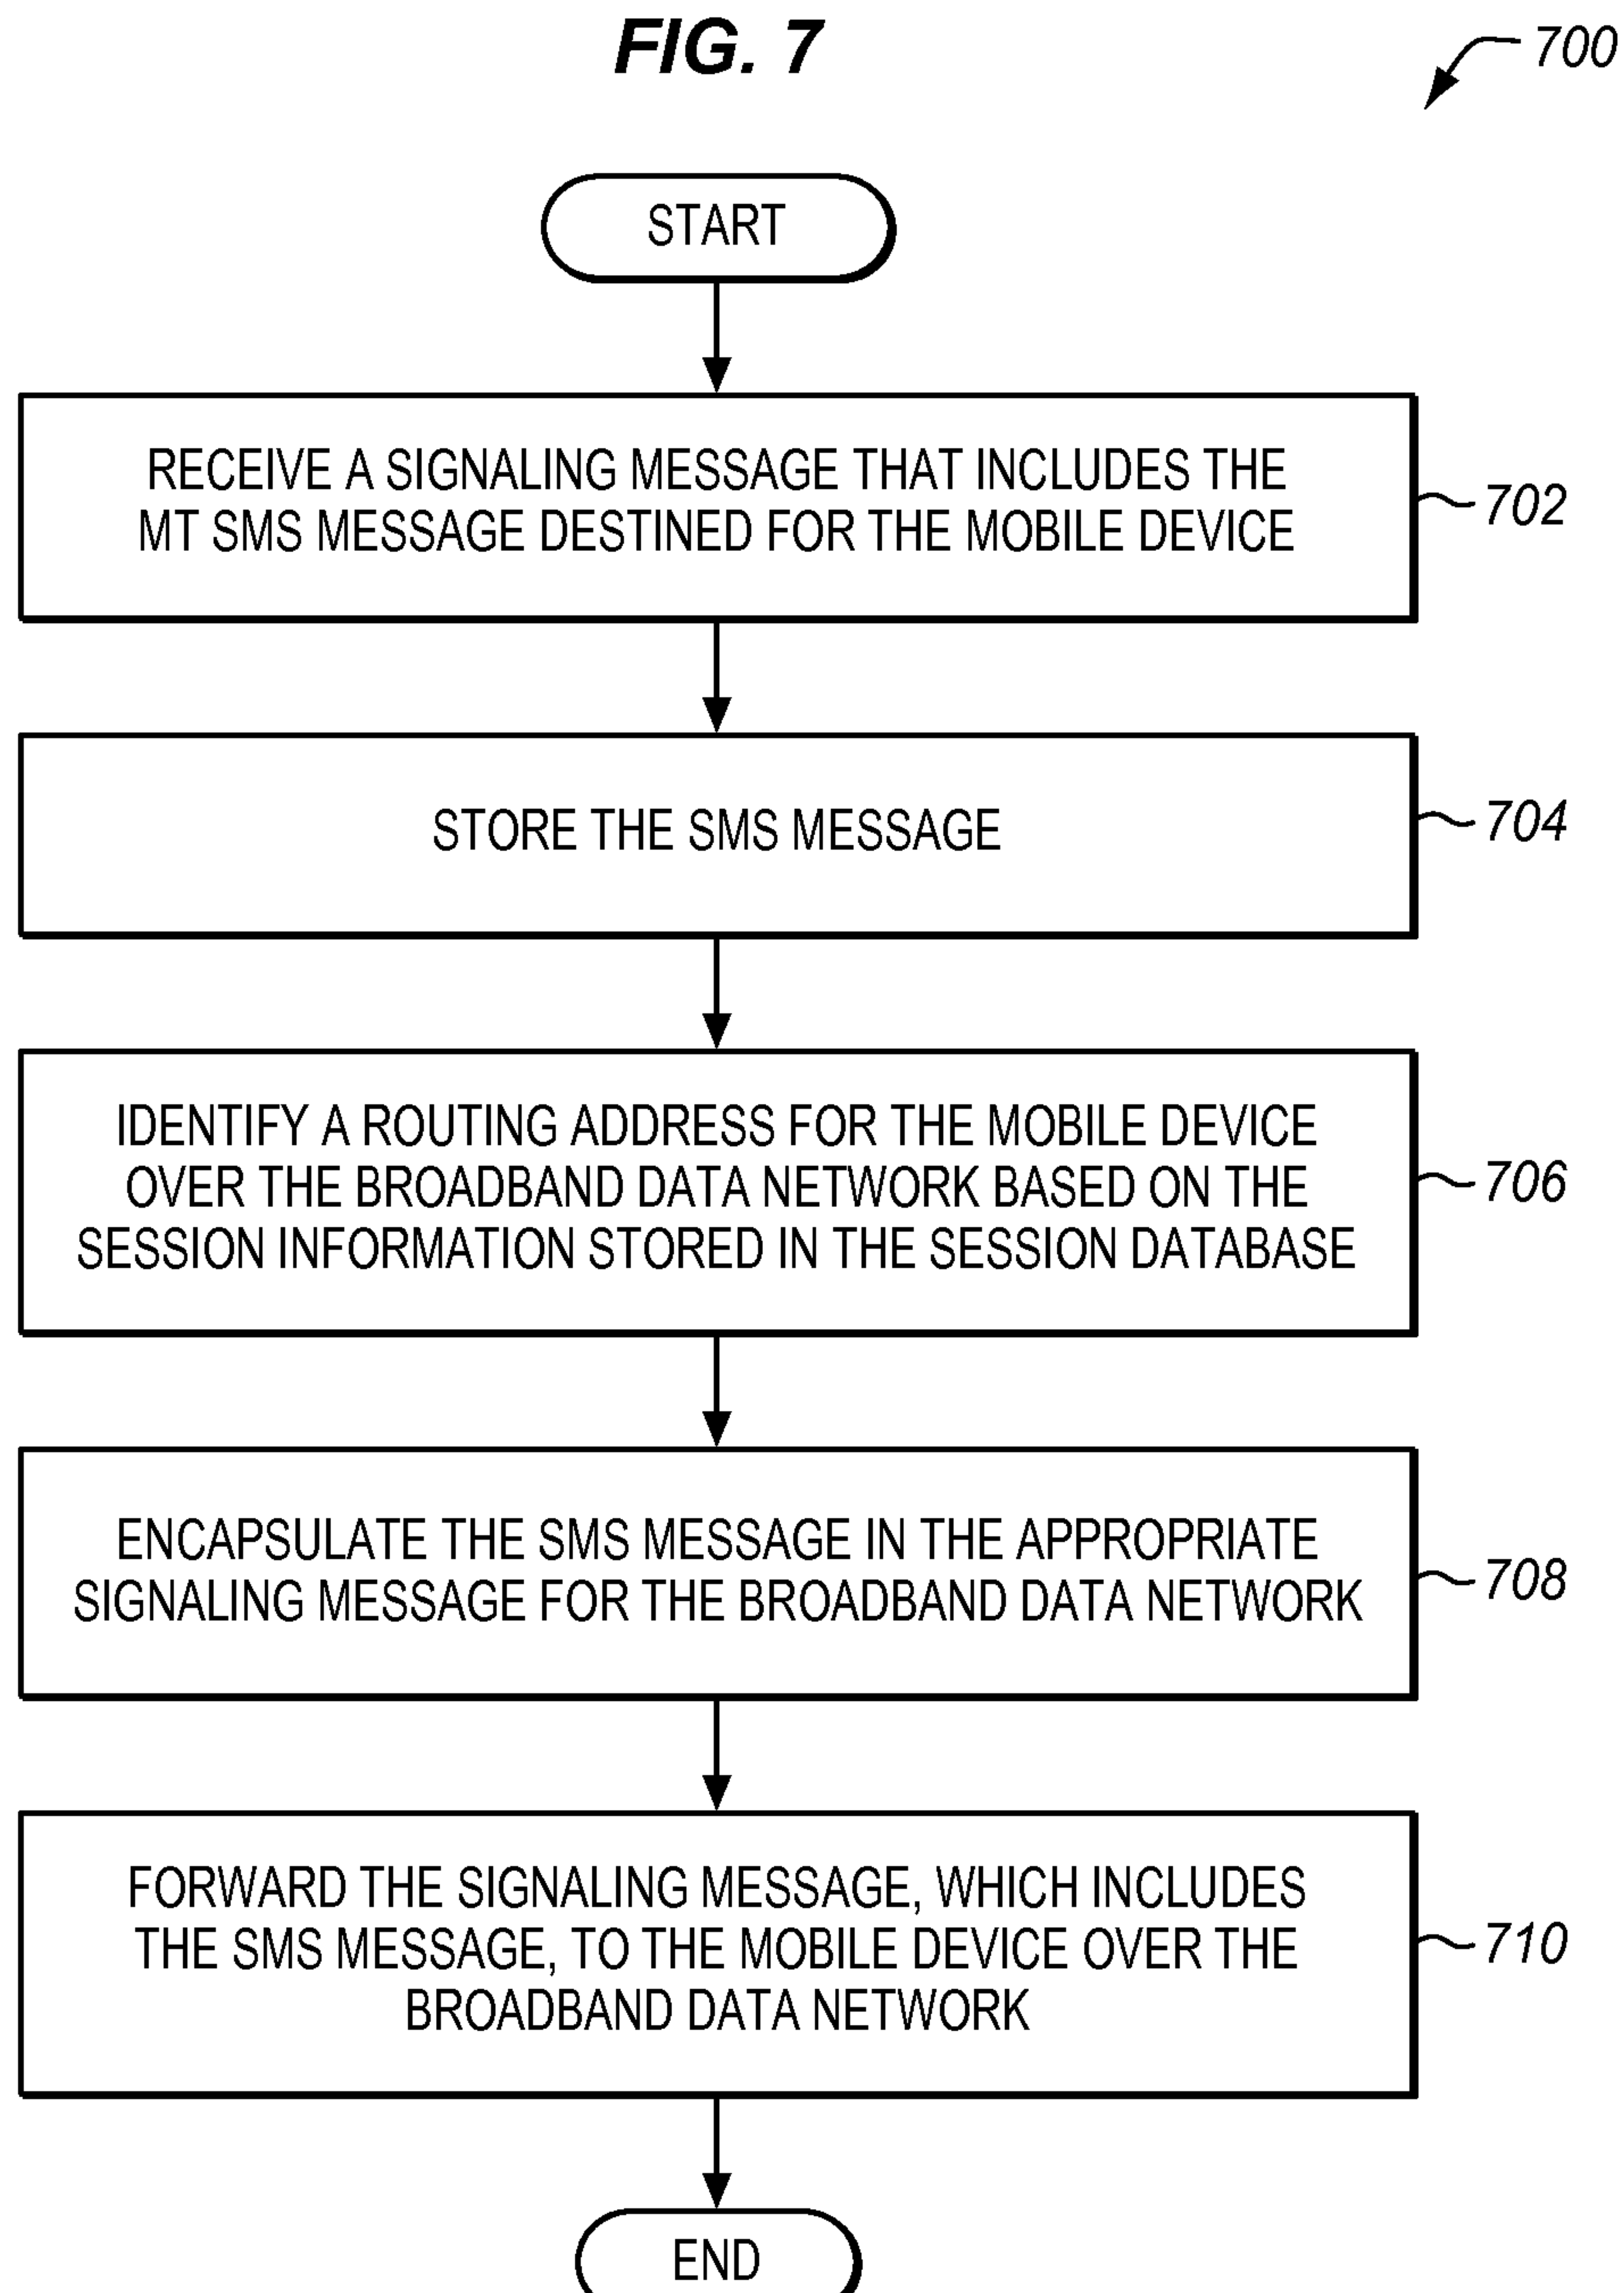 FIG. 7
700
START
RECEIVE A SIGNALING MESSAGE THAT INCLUDES THE
MT SMS MESSAGE DESTINED FOR THE MOBILE DEVICE
702
STORE THE SMS MESSAGE
704
IDENTIFY A ROUTING ADDRESS FOR THE MOBILE DEVICE
OVER THE BROADBAND DATA NETWORK BASED ON THE
SESSION INFORMATION STORED IN THE SESSION DATABASE
706
ENCAPSULATE THE SMS MESSAGE IN THE APPROPRIATE
SIGNALING MESSAGE FOR THE BROADBAND DATA NETWORK
708
FORWARD THE SIGNALING MESSAGE, WHICH INCLUDES
THE SMS MESSAGE, TO THE MOBILE DEVICE OVER THE
BROADBAND DATA NETWORK
710
END